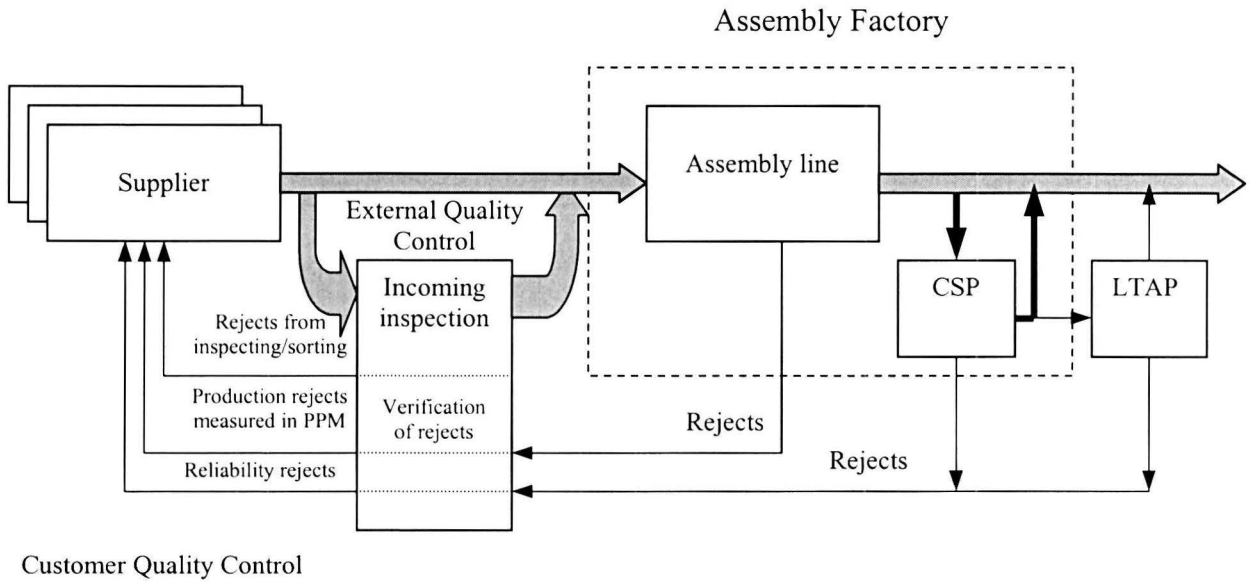 Assembly Factory
Supplier
Assembly line
External Quality
Control
Incoming
inspection
CSP
LTAP
Rejects from
inspecting/sorting
Production rejects
measured in PPM
Verification
of rejects
Rejects
Reliability rejects
Rejects
Customer Quality Control